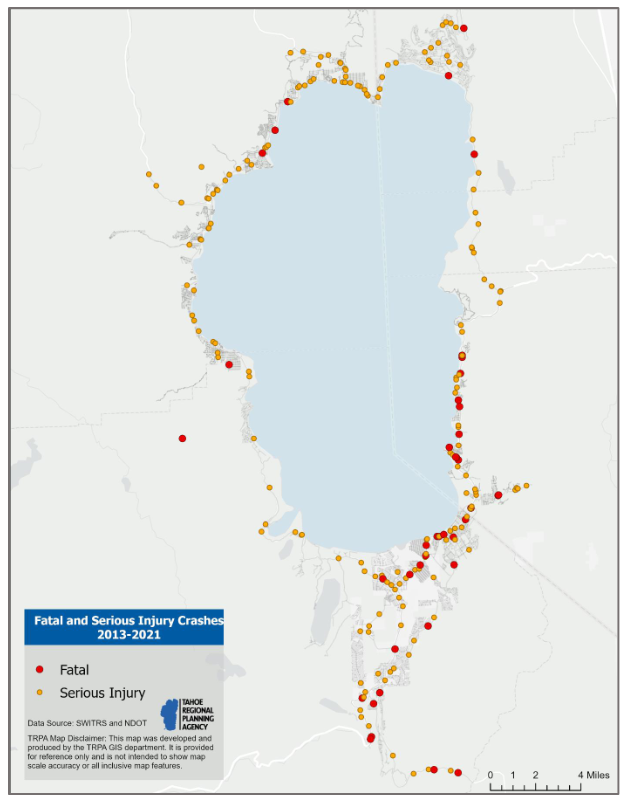 Fatal and Serious Injury Crashes
2013-2021
Fatal
Serious Injury
TAHOE
REGIONAL
PLANNING
AGENCY
Data Source: SWITRS and NDOT
TRPA Map Disclaimer: This map was developed and
produced by the TRPA GIS department. It is provided
for reference only and is not intended to show map
scale accuracy or all inclusive map features.
0 1 2 4 Miles